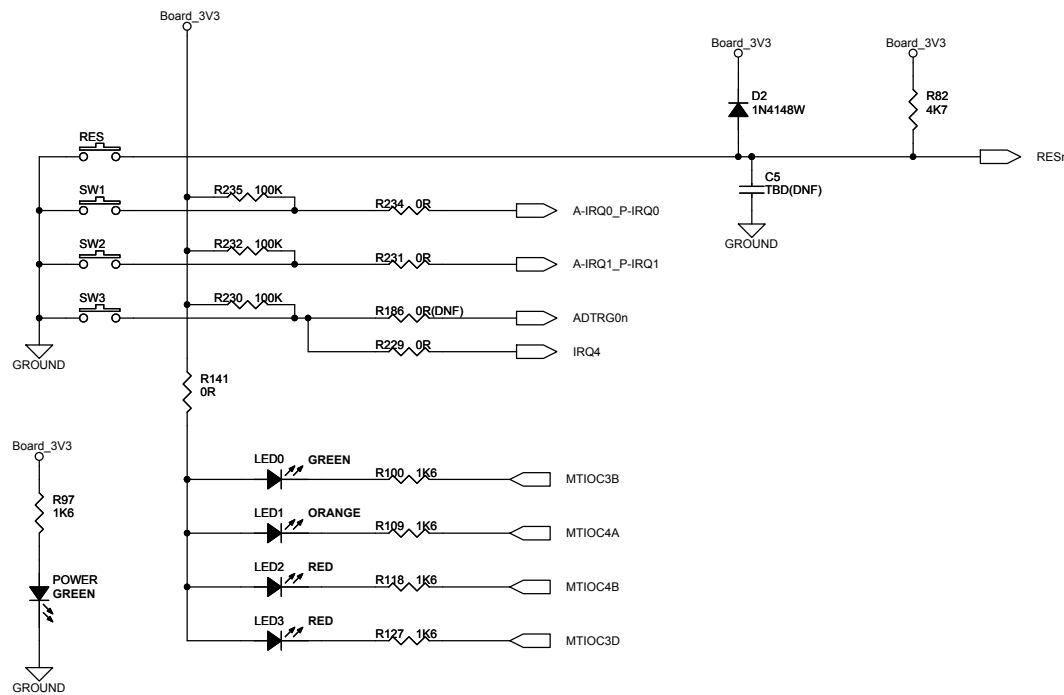 Board_3V3
Board_3V3
Board_3V3
D2
1N4148W
R82
4K7
RES
RESn
C5
TBD(DNF)
GROUND
R235 100K
SW1
R234 0R
A-IRQ0_P-IRQ0
R232 100K
SW2
R231 0R
A-IRQ1_P-IRQ1
R230 100K
SW3
R186 0R(DNF)
ADTRG0n
R229 0R
IRQ4
GROUND
R141
0R
Board_3V3
R97
1K6
POWER
GREEN
GROUND
LED0 GREEN
R100 1K6
MTIOC3B
LED1 ORANGE
R109 1K6
MTIOC4A
LED2 RED
R118 1K6
MTIOC4B
LED3 RED
R127 1K6
MTIOC3D